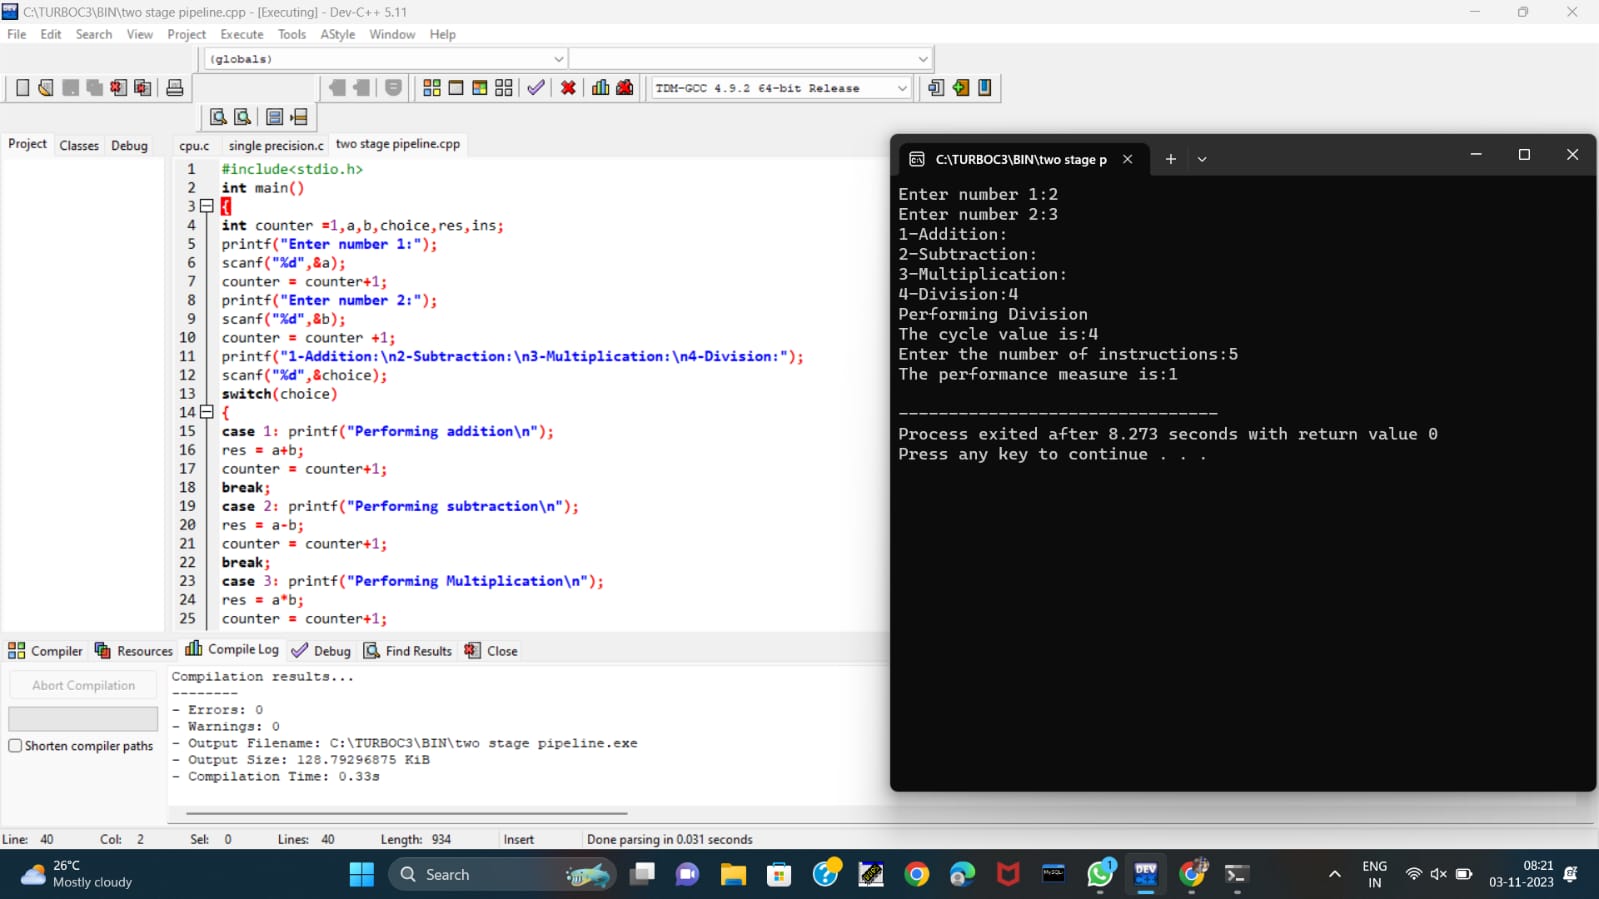 C:\TURBOC3\BIN\two stage pipeline.cpp - [Executing] - Dev-C++ 5.11
File Edit Search View Project Execute Tools AStyle Window Help
(globals)
TDM-GCC 4.9.2 64-bit Release
Project Classes Debug
cpu.c single precision.c two stage pipeline.cpp
1 #include<stdio.h>
2 int main()
3 {
4 int counter =1,a,b,choice,res,ins;
5 printf("Enter number 1:");
6 scanf("%d",&a);
7 counter = counter+1;
8 printf("Enter number 2:");
9 scanf("%d",&b);
10 counter = counter +1;
11 printf("1-Addition:\n2-Subtraction:\n3-Multiplication:\n4-Division:");
12 scanf("%d",&choice);
13 switch(choice)
14 {
15 case 1: printf("Performing addition\n");
16 res = a+b;
17 counter = counter+1;
18 break;
19 case 2: printf("Performing subtraction\n");
20 res = a-b;
21 counter = counter+1;
22 break;
23 case 3: printf("Performing Multiplication\n");
24 res = a*b;
25 counter = counter+1;
C:\TURBOC3\BIN\two stage p
Enter number 1:2
Enter number 2:3
1-Addition:
2-Subtraction:
3-Multiplication:
4-Division:4
Performing Division
The cycle value is:4
Enter the number of instructions:5
The performance measure is:1
--------------------------------
Process exited after 8.273 seconds with return value 0
Press any key to continue . . .
Compiler Resources Compile Log Debug Find Results Close
Abort Compilation
Shorten compiler paths
Compilation results...
--------
- Errors: 0
- Warnings: 0
- Output Filename: C:\TURBOC3\BIN\two stage pipeline.exe
- Output Size: 128.79296875 KiB
- Compilation Time: 0.33s
Line: 40 Col: 2 Sel: 0 Lines: 40 Length: 934 Insert Done parsing in 0.031 seconds
26°C
Mostly cloudy
Search
DEV
1
ENG
IN
08:21
03-11-2023